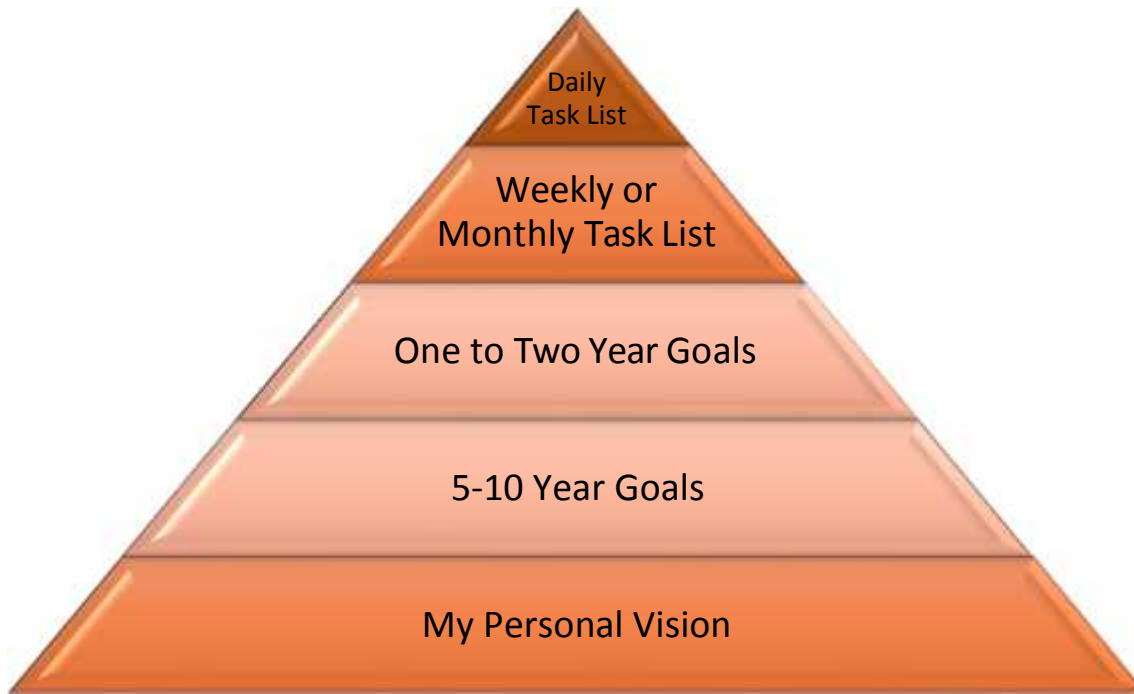 Daily
Task List
Weekly or
Monthly Task List
One to Two Year Goals
5-10 Year Goals
My Personal Vision